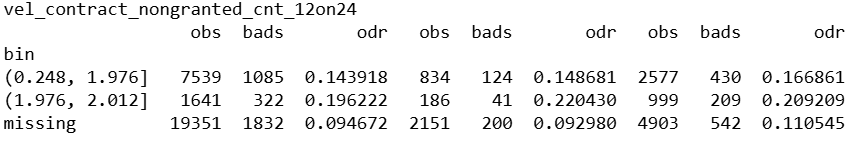 vel_contract_nongranted_cnt_12on24
obs bads odr obs bads odr obs bads odr
bin
(0.248, 1.976] 7539 1085 0.143918 834 124 0.148681 2577 430 0.166861
(1.976, 2.012] 1641 322 0.196222 186 41 0.220430 999 209 0.209209
missing 19351 1832 0.094672 2151 200 0.092980 4903 542 0.110545